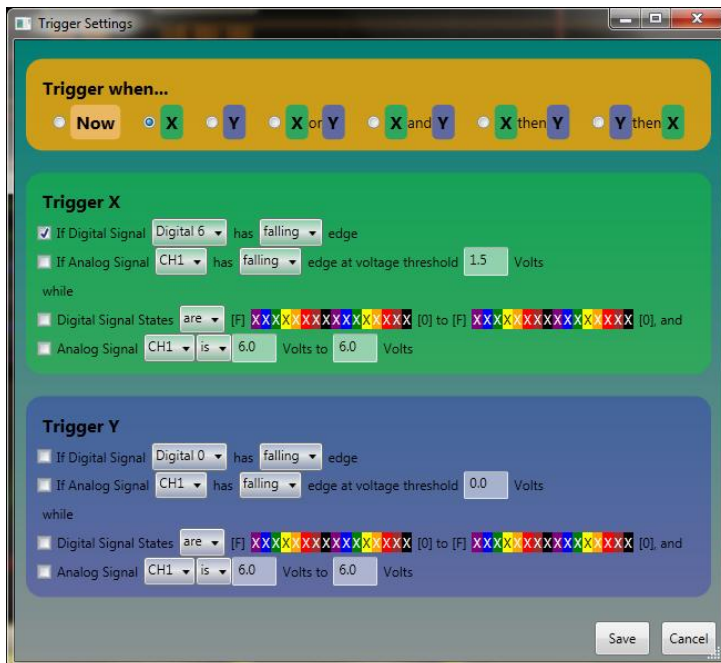 Trigger Settings
Trigger when...
Now X Y X or Y X and Y X then Y Y then X
Trigger X
If Digital Signal Digital 6 has falling edge
If Analog Signal CH1 has falling edge at voltage threshold 1.5 Volts
while
Digital Signal States are [F] XXXXXXXXXXXXXXXX [0] to [F] XXXXXXXXXXXXXXXX [0], and
Analog Signal CH1 is 6.0 Volts to 6.0 Volts
Trigger Y
If Digital Signal Digital 0 has falling edge
If Analog Signal CH1 has falling edge at voltage threshold 0.0 Volts
while
Digital Signal States are [F] XXXXXXXXXXXXXXXX [0] to [F] XXXXXXXXXXXXXXXX [0], and
Analog Signal CH1 is 6.0 Volts to 6.0 Volts
Save Cancel